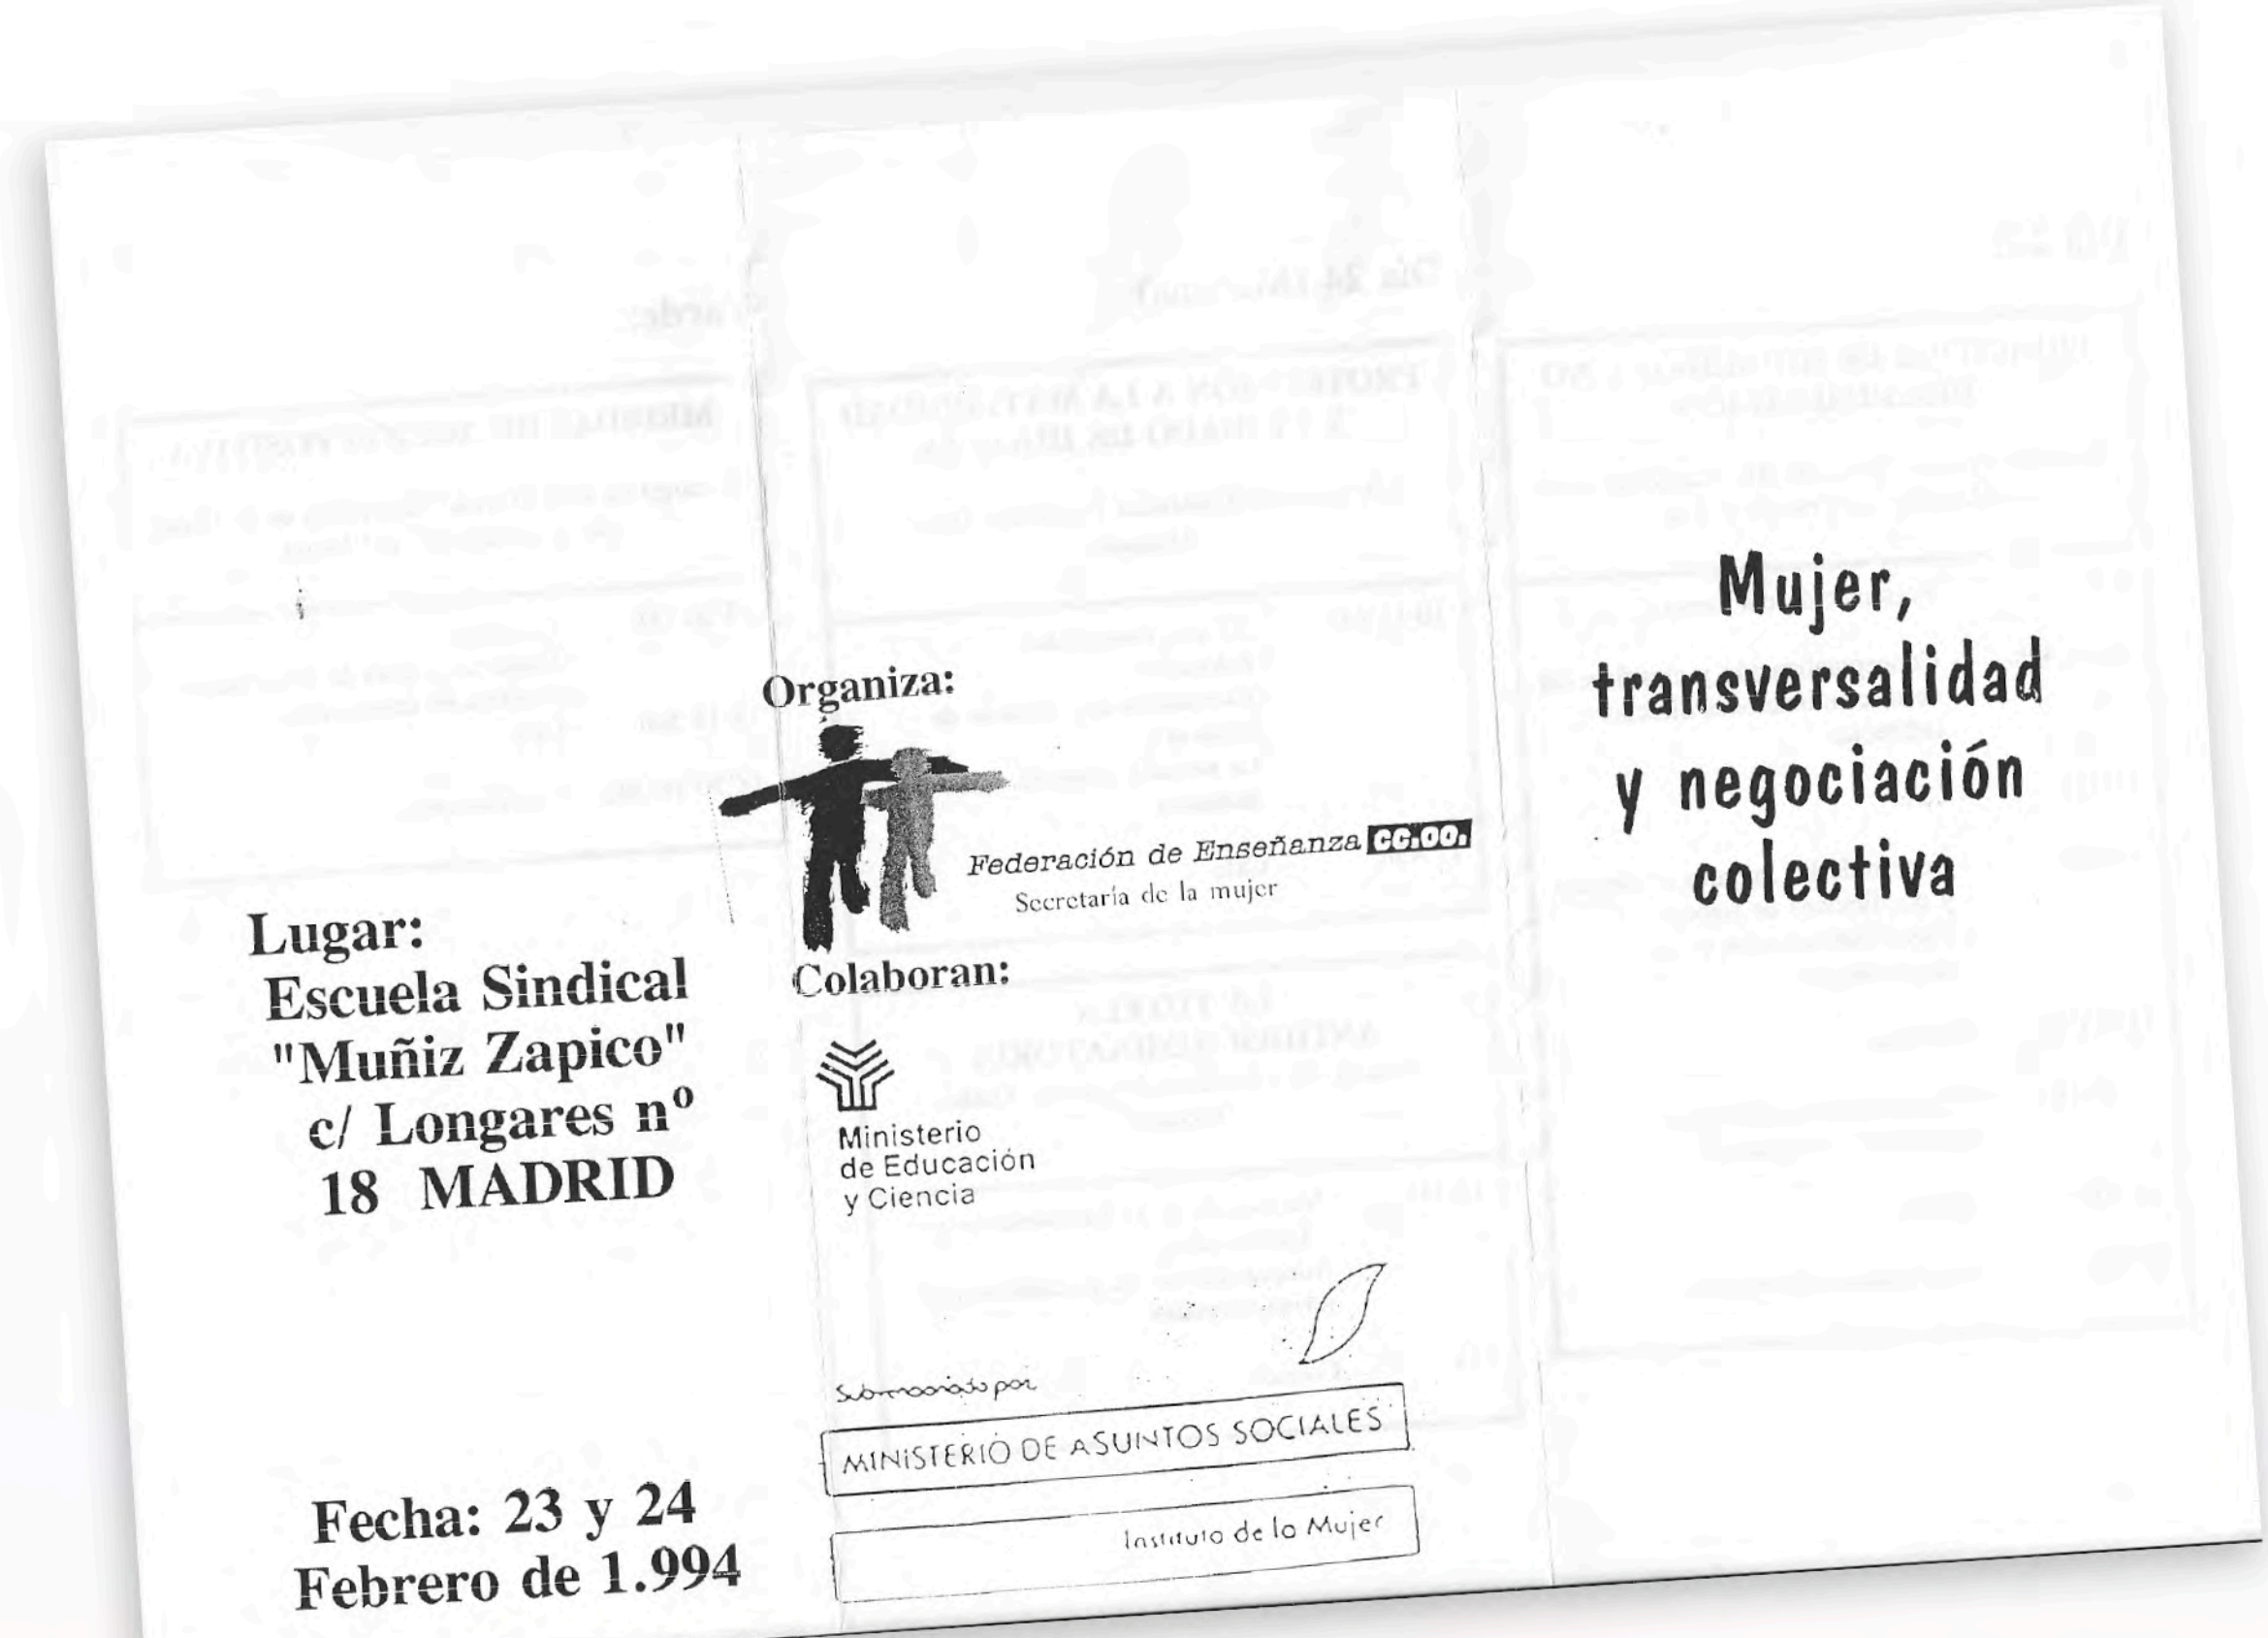 Lugar:
Escuela Sindical
"Muñiz Zapico"
c/ Longares nº
18 MADRID
Fecha: 23 y 24
Febrero de 1.994
Organiza:
Federación de Enseñanza CC.OO.
Secretaría de la mujer
Colaboran:
Ministerio
de Educación
y Ciencia
por
MINISTERIO DE ASUNTOS SOCIALES
Instituto de la Mujer
Mujer,
transversalidad
y negociación
colectiva